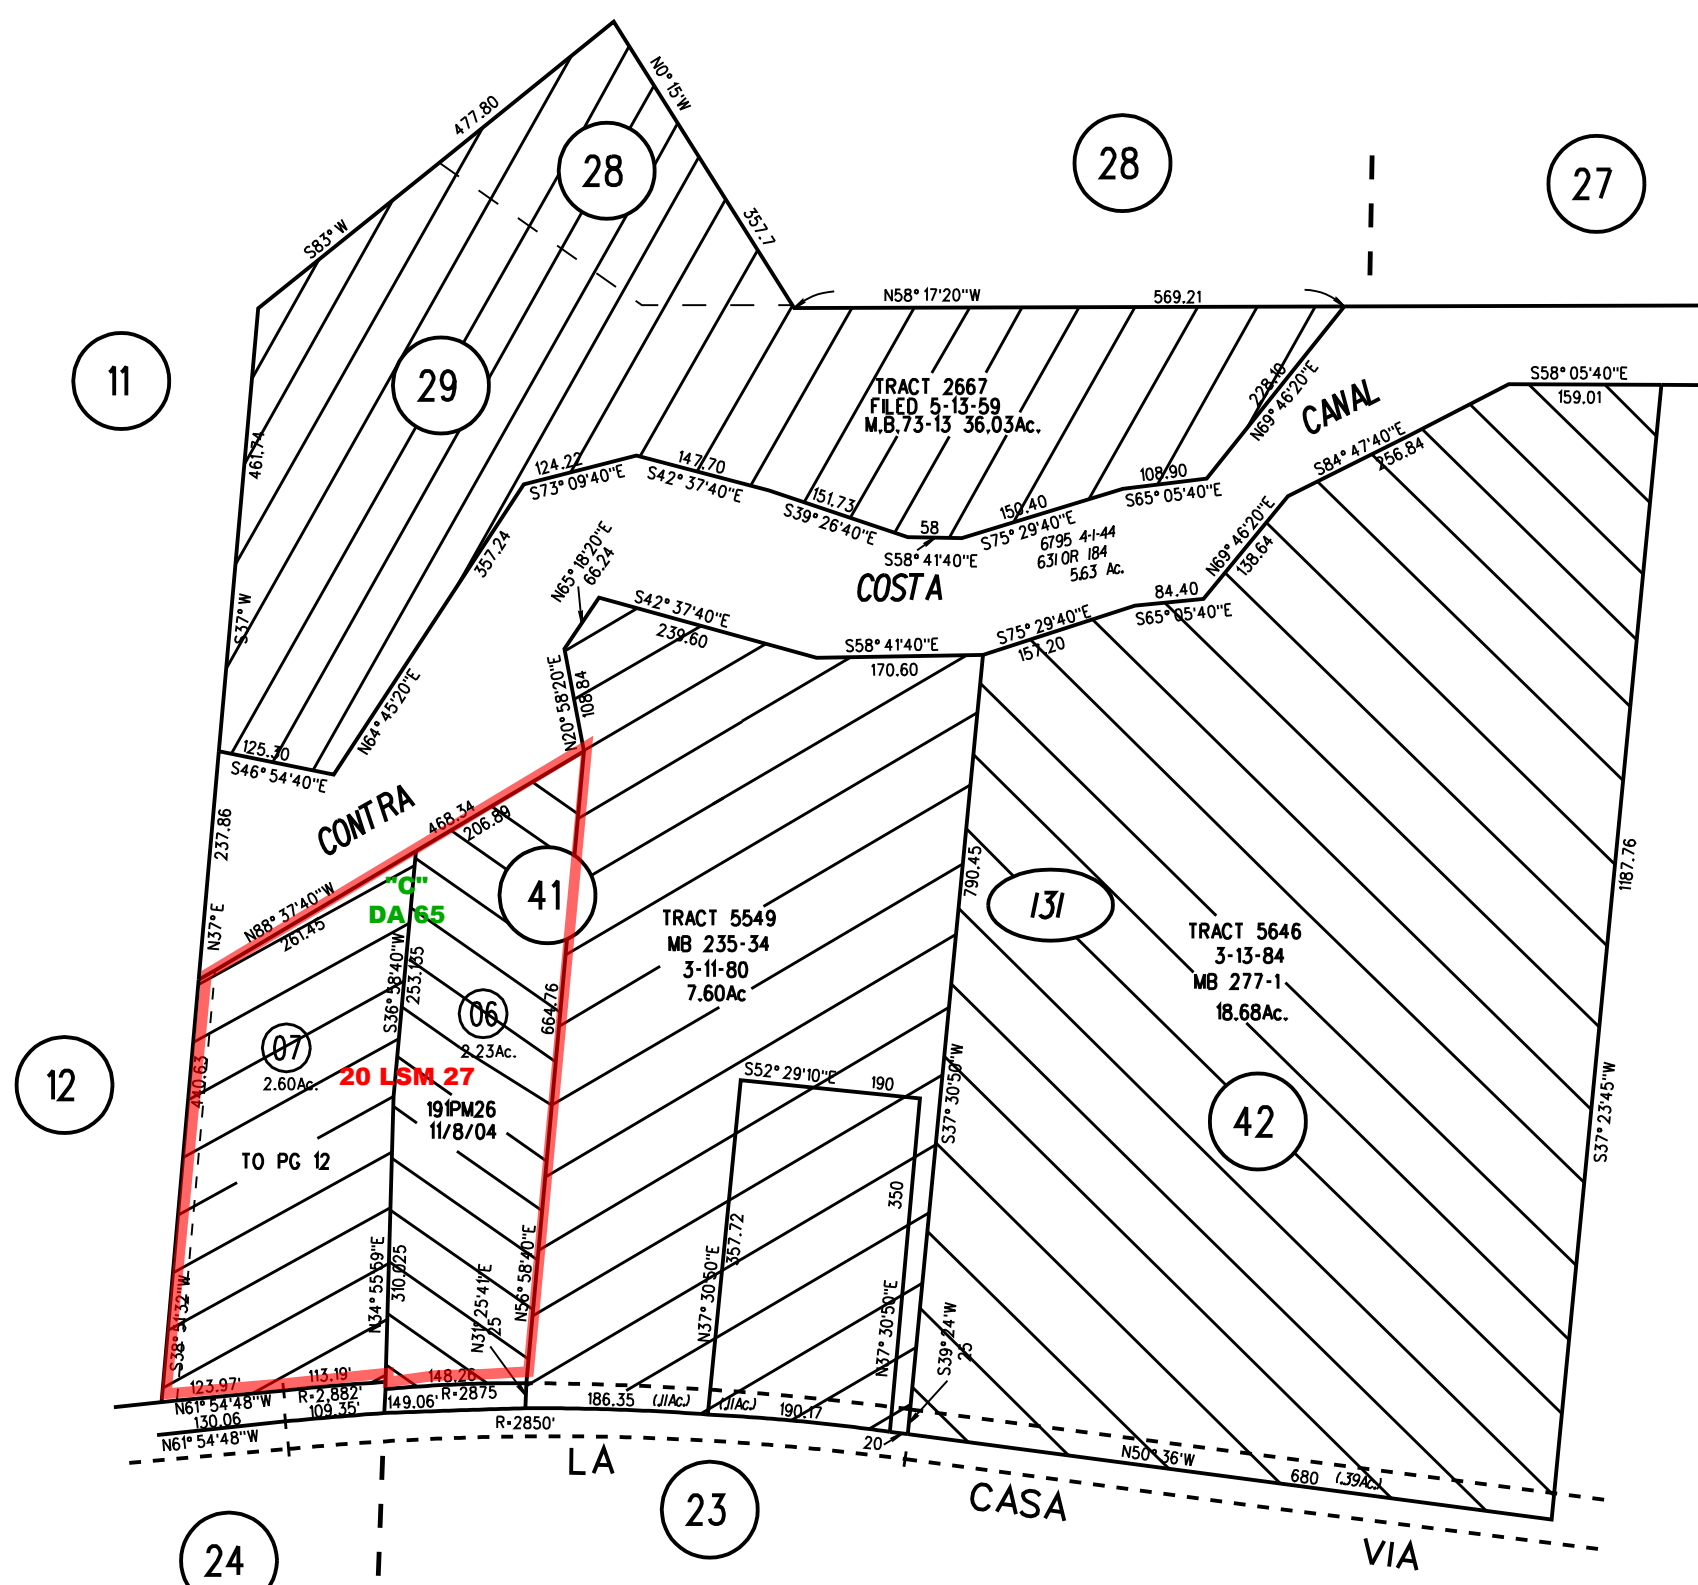 N0° 15'W
477.80
28
28
27
S83° W
357.7
N58° 17'20"W
569.21
11
29
TRACT 2667
FILED 5-13-59
M.B.73-13 36.03Ac.
228.10
N69° 46'20"E
CANAL
S58° 05'40"E
159.01
461.74
124.22
S73° 09'40"E
147.70
S42° 37'40"E
151.73
S39° 26'40"E
58
S58° 41'40"E
150.40
S75° 29'40"E
108.90
S65° 05'40"E
S84° 47'40"E
256.84
6795 4-1-44
631 OR 184
5.63 Ac.
357.24
N65° 18'20"E
66.24
COSTA
N69° 46'20"E
138.64
S37° W
S42° 37'40"E
239.60
S58° 41'40"E
170.60
S75° 29'40"E
157.20
84.40
S65° 05'40"E
N64° 45'20"E
N20° 58'20"E
108.84
125.30
S46° 54'40"E
CONTRA
237.86
468.34
206.89
N88° 37'40"W
261.45
N37° E
"C"
DA 65
41
790.45
131
1187.76
TRACT 5549
MB 235-34
3-11-80
7.60Ac
TRACT 5646
3-13-84
MB 277-1
18.68Ac.
S36° 58'40"W
253.155
664.76
06
2.23Ac.
07
2.60Ac.
20 LSM 27
12
440.63
191PM26
11/8/04
TO PG 12
S52° 29'10"E
190
S37° 30'50"W
42
S37° 23'45"W
350
357.72
N37° 30'50"E
N37° 30'50"E
S38° 51'32"W
N34° 55'59"E
310.025
N31° 25'41"E
25
N56° 58'40"E
S39° 24'W
25
123.97'
113.19'
148.26
N61° 54'48"W
R=2,882'
R=2875
130.06
109.35'
149.06'
186.35
(.11Ac.)
(.11Ac.)
190.17
N61° 54'48"W
R=2850'
20
N50° 36'W
680
(.39Ac.)
LA
CASA
VIA
23
24